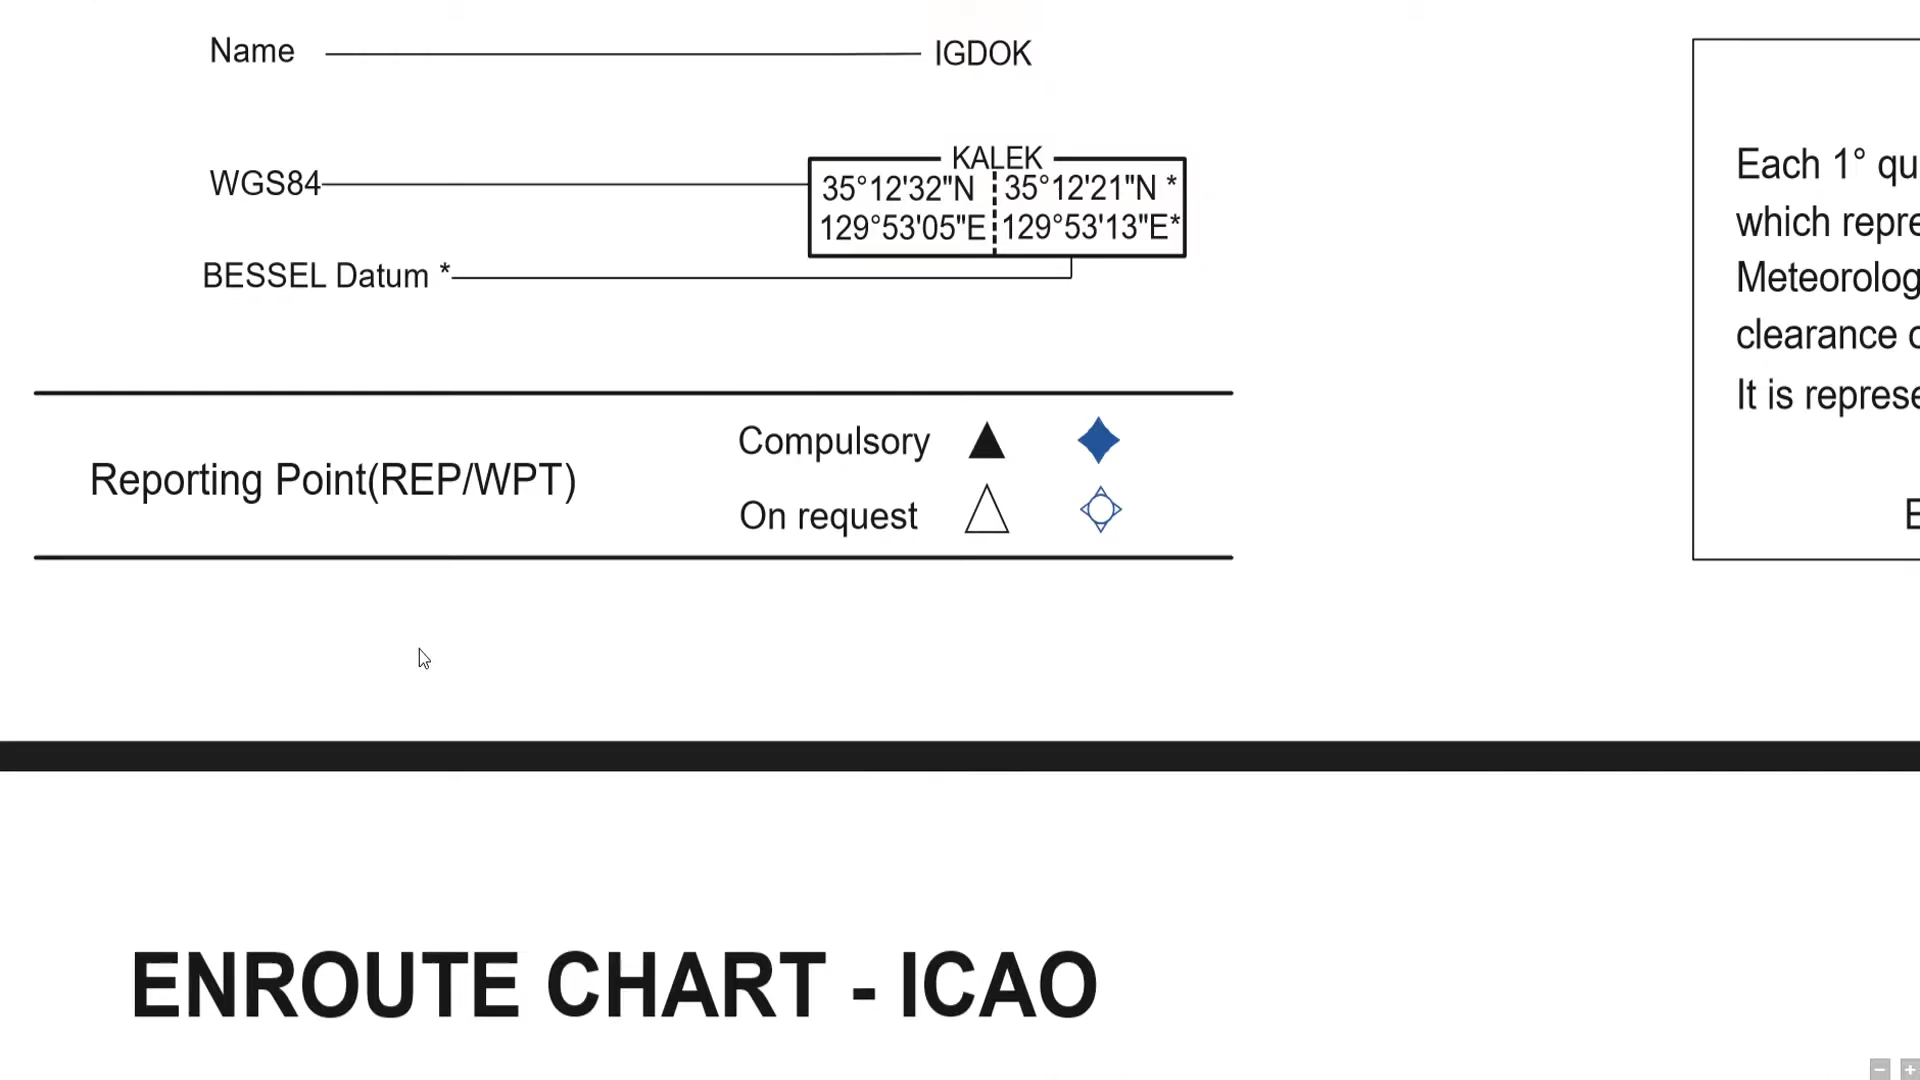 Name
IGDOK
KALEK
WGS84
35°12'32"N
35°12'21"N *
129°53'05"E
129°53'13"E*
BESSEL Datum *
Reporting Point(REP/WPT)
Compulsory
On request
Each 1° qu
which repre
Meteorolog
clearance
It is represe
ENROUTE CHART - ICAO